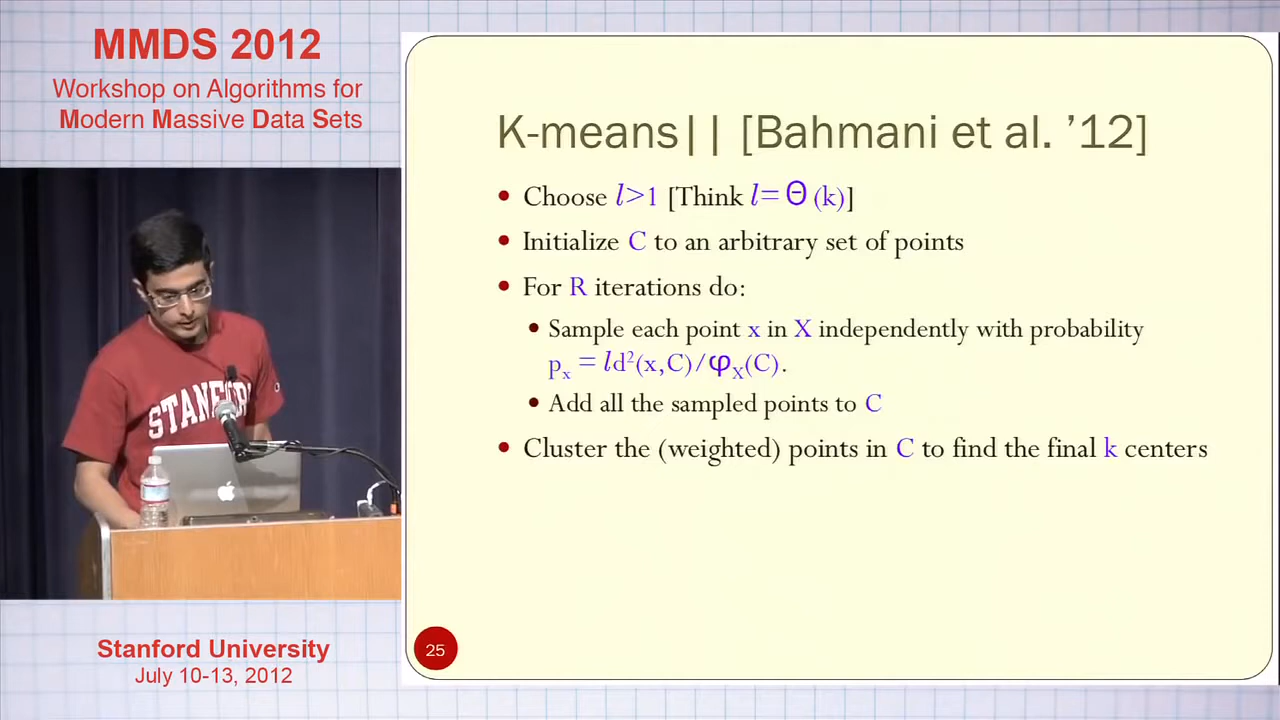 MMDS 2012
Workshop on Algorithms for
Modern Massive Data Sets
K-means|| [Bahmani et al. ’12]
• Choose l>1 [Think l=Θ(k)]
• Initialize C to an arbitrary set of points
• For R iterations do:
• Sample each point x in X independently with probability
pₓ = ld²(x,C)/φ_X(C).
• Add all the sampled points to C
• Cluster the (weighted) points in C to find the final k centers
STANFOR
25
Stanford University
July 10-13, 2012